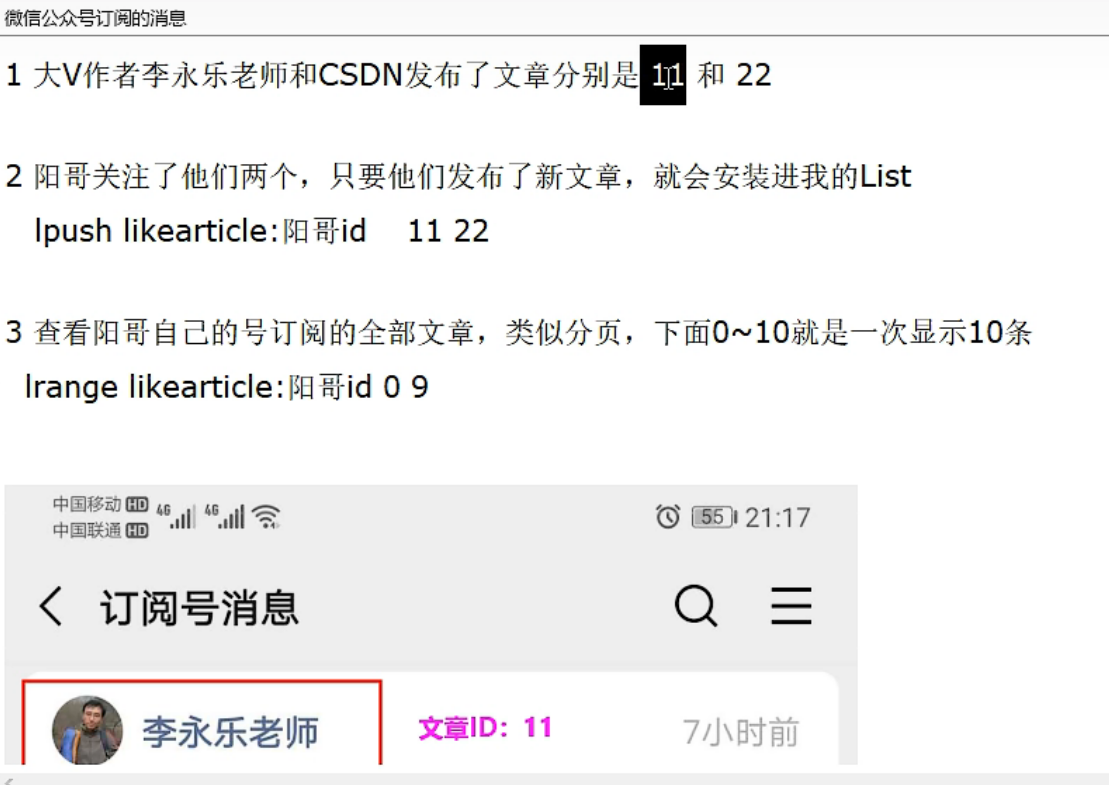 微信公众号订阅的消息
1 大V作者李永乐老师和CSDN发布了文章分别是 11 和 22
2 阳哥关注了他们两个，只要他们发布了新文章，就会安装进我的List
lpush likearticle:阳哥id 11 22
3 查看阳哥自己的号订阅的全部文章，类似分页，下面0~10就是一次显示10条
lrange likearticle:阳哥id 0 9
中国移动 HD 4G 4G 55 21:17
中国联通 HD
订阅号消息
李永乐老师 文章ID：11 7小时前